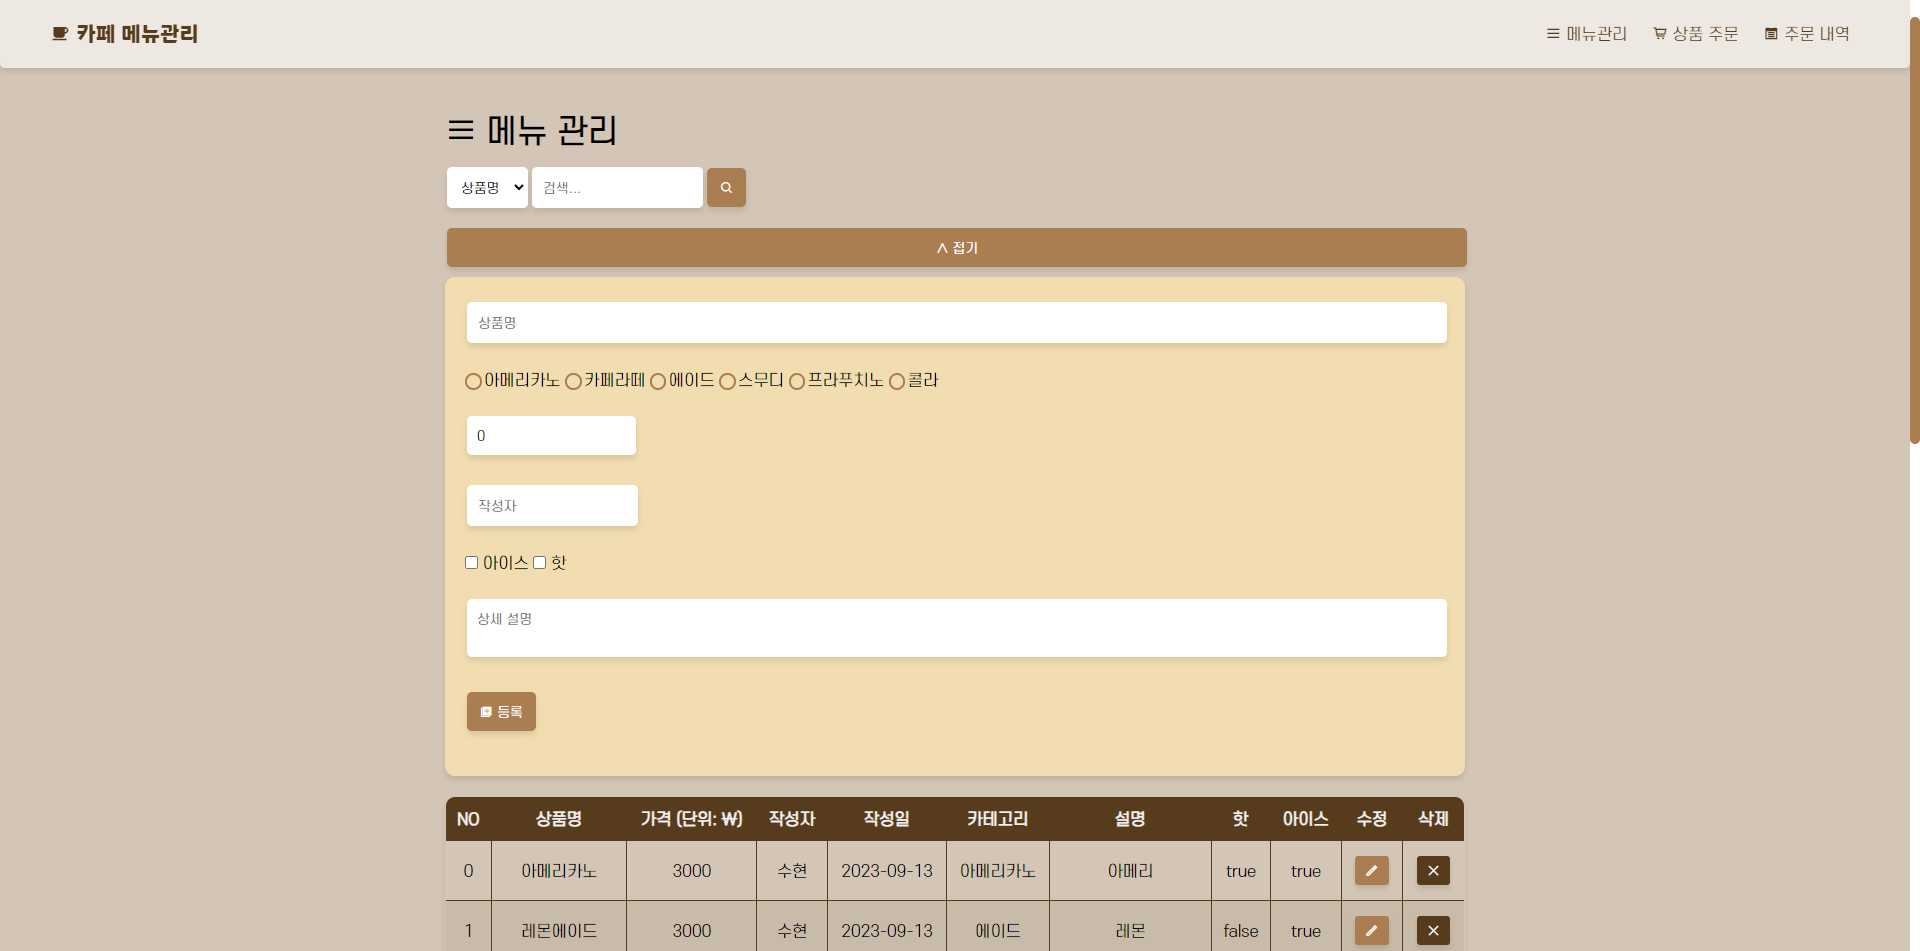 카페 메뉴관리
메뉴관리 상품 주문 주문 내역
메뉴 관리
상품명 검색...
∧ 접기
상품명
아메리카노 카페라떼 에이드 스무디 프라푸치노 콜라
0
작성자
아이스 핫
상세 설명
등록
NO 상품명 가격 (단위: ₩) 작성자 작성일 카테고리 설명 핫 아이스 수정 삭제
0 아메리카노 3000 수현 2023-09-13 아메리카노 아메리 true true
1 레몬에이드 3000 수현 2023-09-13 에이드 레몬 false true